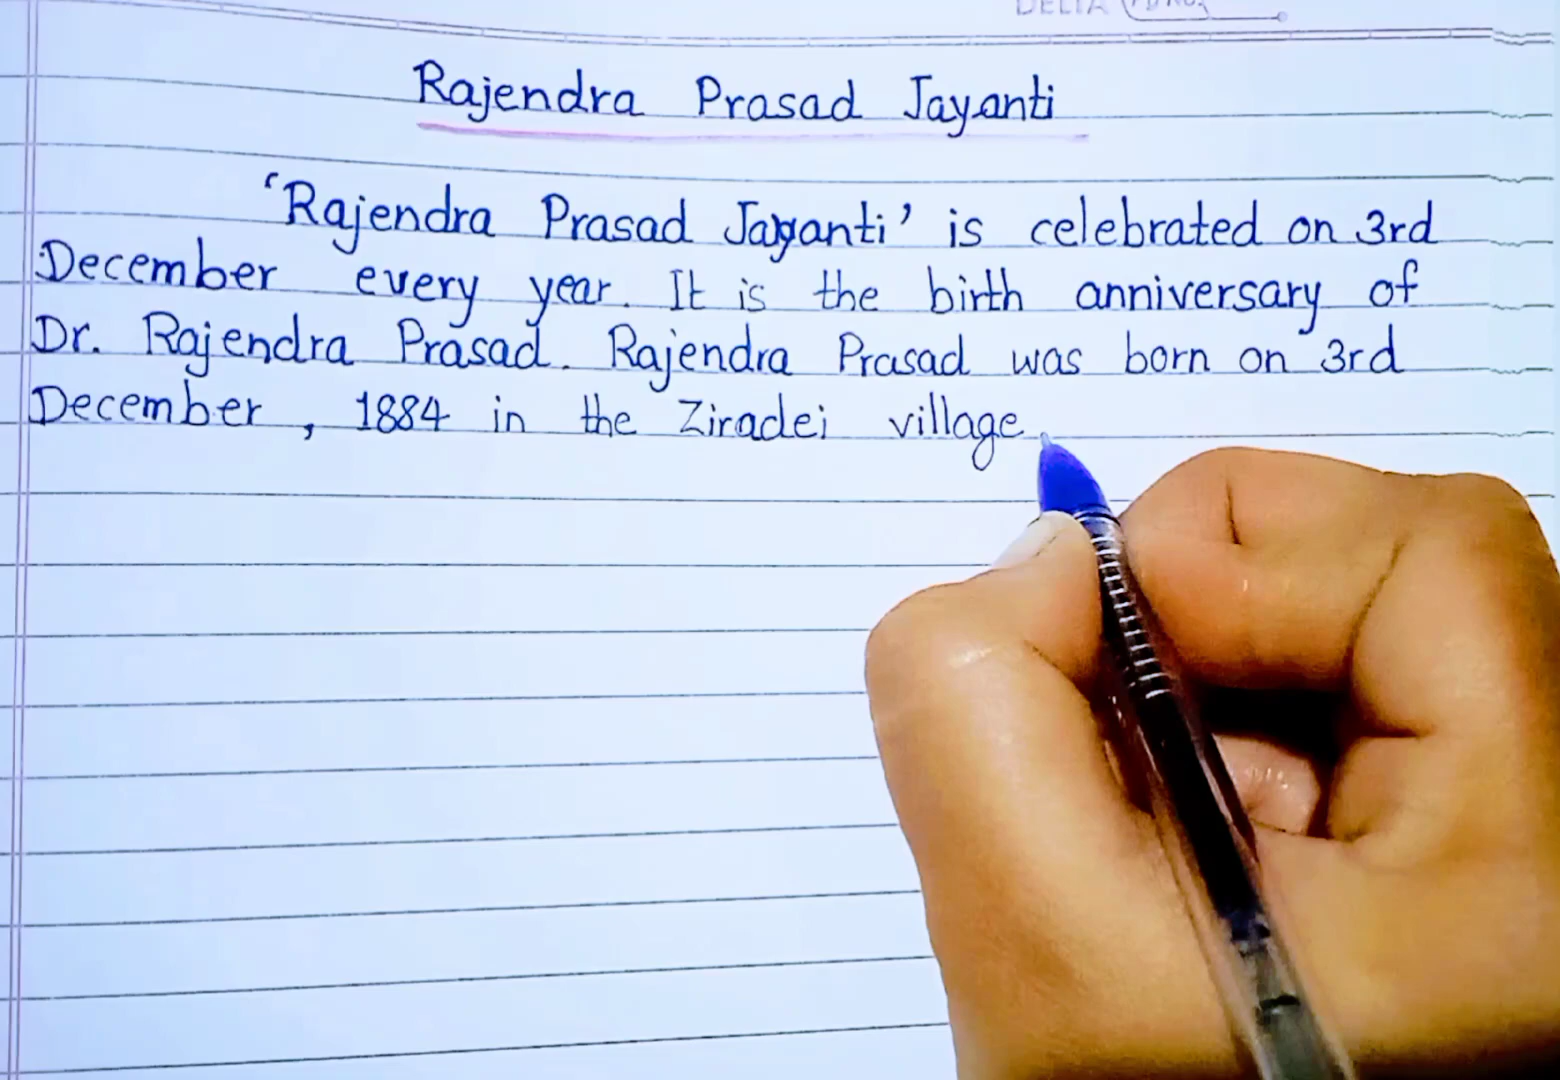 DELTA
Rajendra Prasad Jayanti
'Rajendra Prasad Jayanti' is celebrated on 3rd
December every year. It is the birth anniversary of
Dr. Rajendra Prasad. Rajendra Prasad was born on 3rd
December, 1884 in the Ziradei village